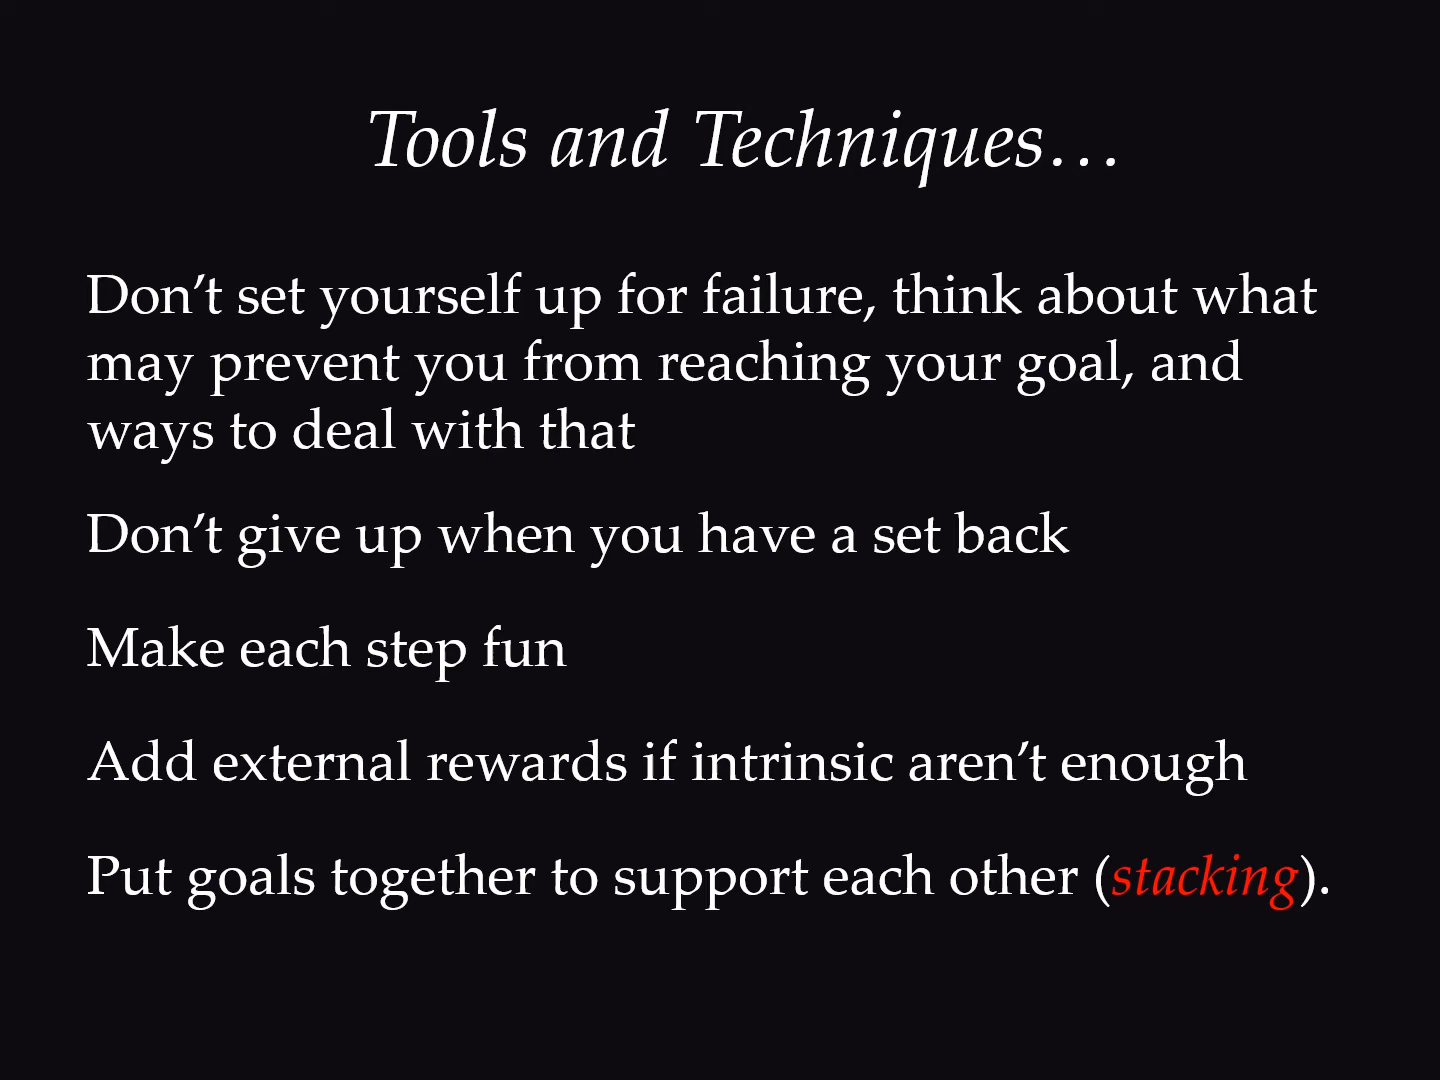 Tools and Techniques…
Don’t set yourself up for failure, think about what
may prevent you from reaching your goal, and
ways to deal with that
Don’t give up when you have a set back
Make each step fun
Add external rewards if intrinsic aren’t enough
Put goals together to support each other (stacking).